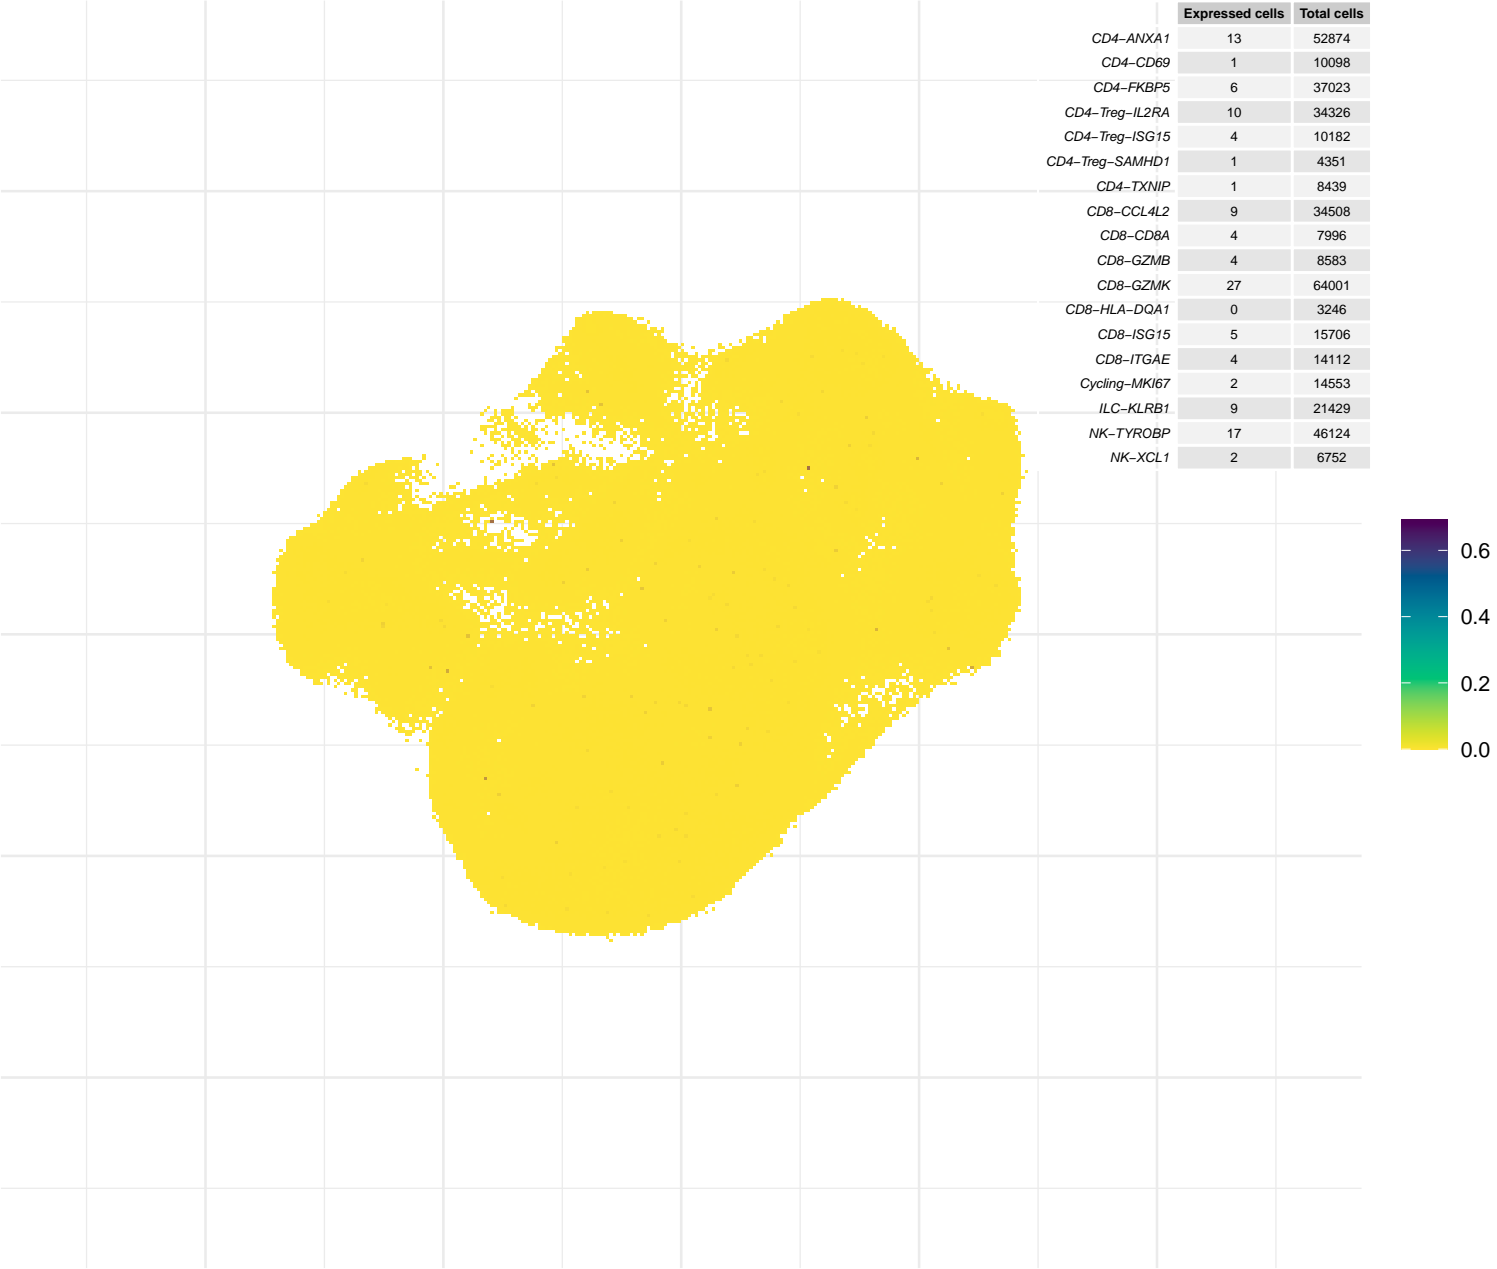 Expressed cells Total cells
CD4−ANXA1 13 52874
CD4−CD69 1 10098
CD4−FKBP5 6 37023
CD4−Treg−IL2RA 10 34326
CD4−Treg−ISG15 4 10182
CD4−Treg−SAMHD1 1 4351
CD4−TXNIP 1 8439
CD8−CCL4L2 9 34508
CD8−CD8A 4 7996
CD8−GZMB 4 8583
CD8−GZMK 27 64001
CD8−HLA−DQA1 0 3246
CD8−ISG15 5 15706
CD8−ITGAE 4 14112
Cycling−MKI67 2 14553
ILC−KLRB1 9 21429
NK−TYROBP 17 46124
NK−XCL1 2 6752
0.6
0.4
0.2
0.0